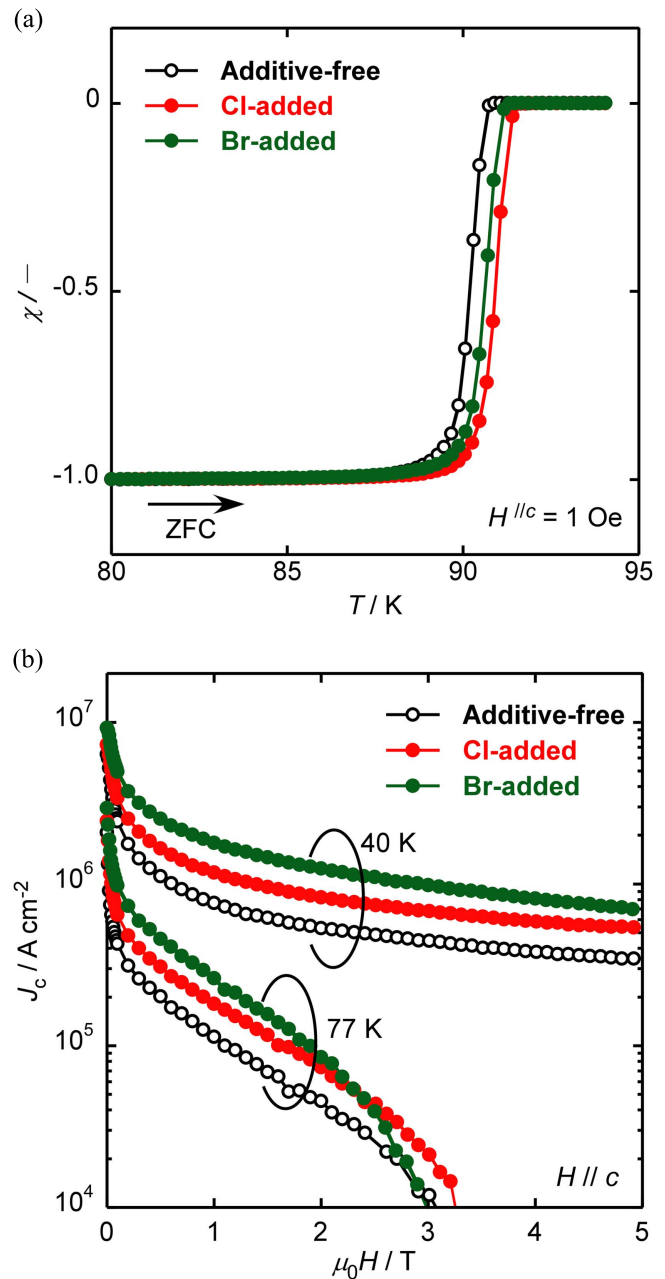 (a)
Additive-free
Cl-added
Br-added
0
-0.5
-1.0
χ / −
ZFC
H //c = 1 Oe
80 85 90 95
T / K
(b)
Additive-free
Cl-added
Br-added
10⁷
10⁶
10⁵
10⁴
J_c / A cm⁻²
40 K
77 K
H // c
0 1 2 3 4 5
μ₀H / T